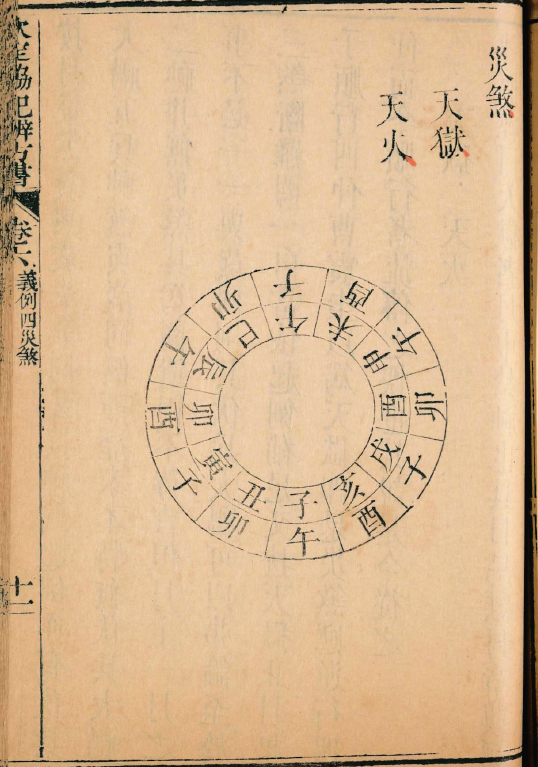 災煞
天獄
天火
子酉午卯子酉午卯子酉午卯
午未申酉戌亥子丑寅卯辰巳
欽定協紀辨方書
卷六
義例四災煞
十一